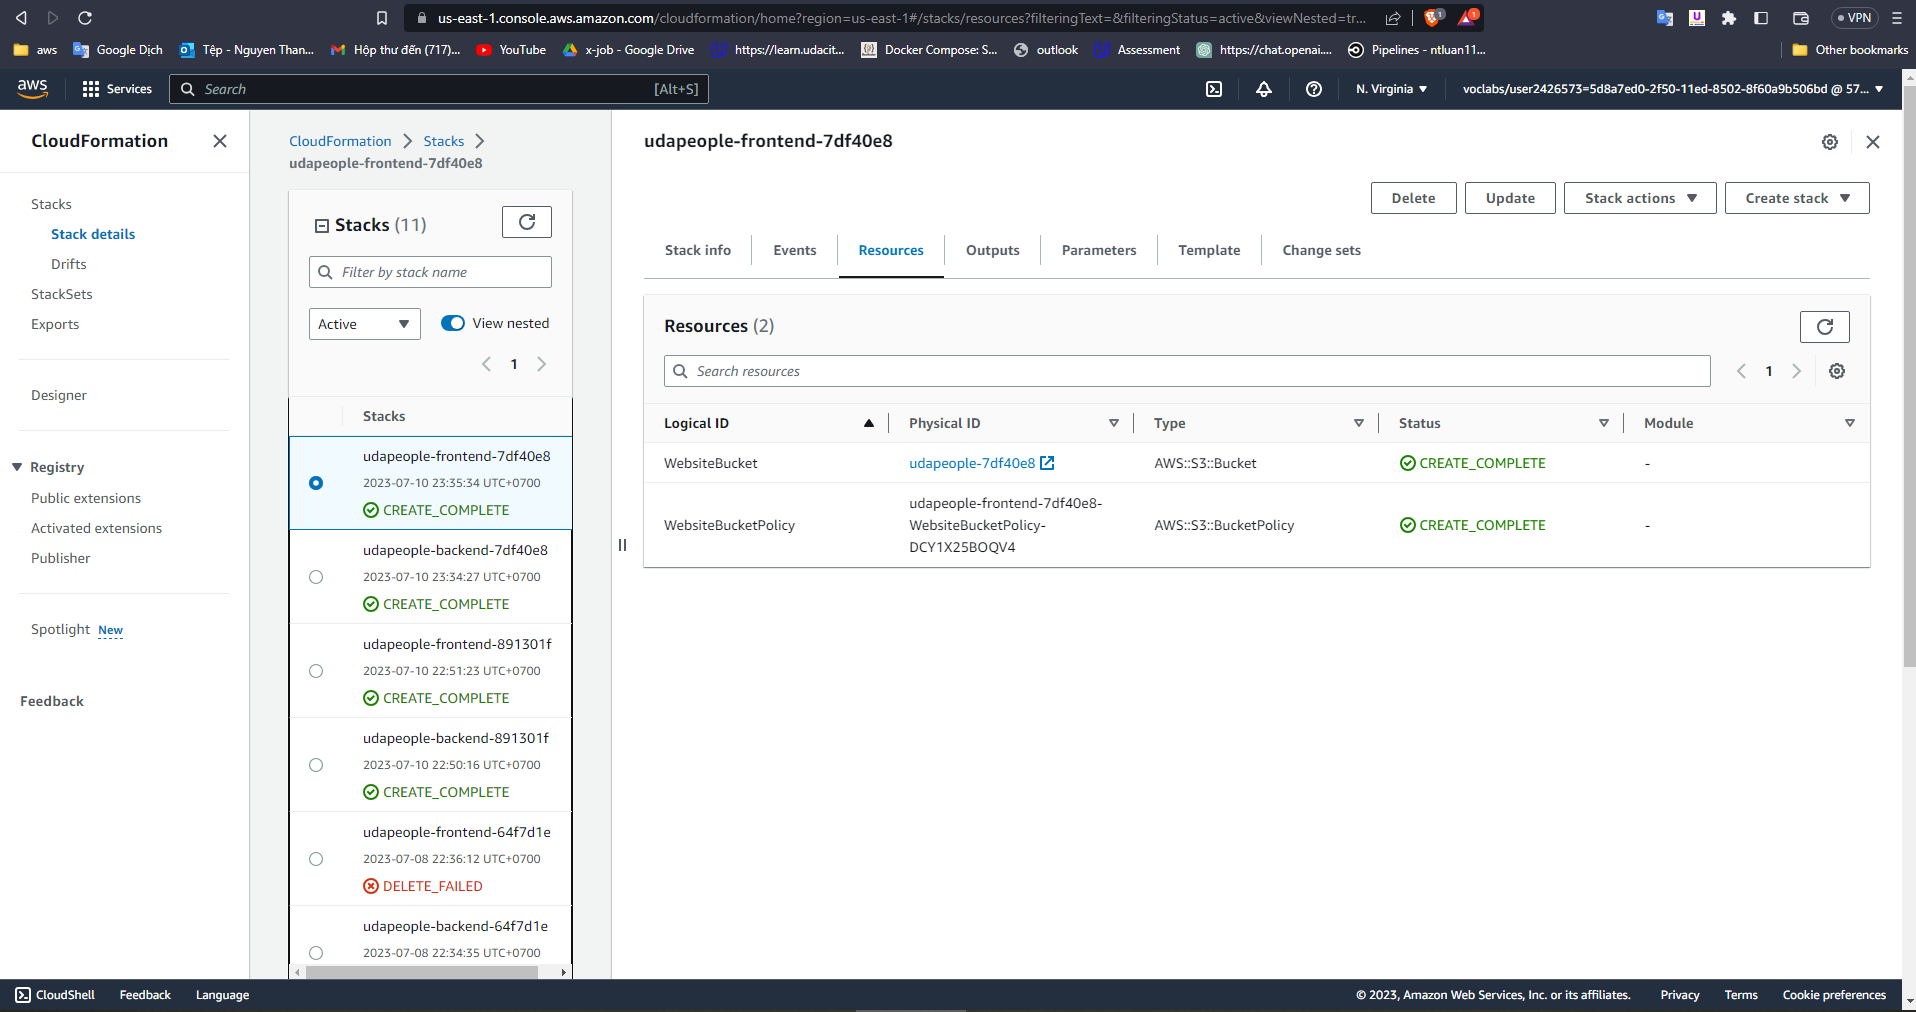 us-east-1.console.aws.amazon.com/cloudformation/home?region=us-east-1#/stacks/resources?filteringText=&filteringStatus=active&viewNested=tr...
1
1
VPN
aws
Google Dịch
Tệp - Nguyen Than...
Hộp thư đến (717)...
YouTube
x-job - Google Drive
https://learn.udacit...
Docker Compose: S...
outlook
Assessment
https://chat.openai....
Pipelines - ntluan11...
Other bookmarks
aws
Services
Search
[Alt+S]
N. Virginia
voclabs/user2426573=5d8a7ed0-2f50-11ed-8502-8f60a9b506bd @ 57...
CloudFormation
Stacks
Stack details
Drifts
StackSets
Exports
Designer
Registry
Public extensions
Activated extensions
Publisher
Spotlight New
Feedback
CloudFormation
Stacks
udapeople-frontend-7df40e8
Stacks (11)
Filter by stack name
Active
View nested
1
Stacks
udapeople-frontend-7df40e8
2023-07-10 23:35:34 UTC+0700
CREATE_COMPLETE
udapeople-backend-7df40e8
2023-07-10 23:34:27 UTC+0700
CREATE_COMPLETE
udapeople-frontend-891301f
2023-07-10 22:51:23 UTC+0700
CREATE_COMPLETE
udapeople-backend-891301f
2023-07-10 22:50:16 UTC+0700
CREATE_COMPLETE
udapeople-frontend-64f7d1e
2023-07-08 22:36:12 UTC+0700
DELETE_FAILED
udapeople-backend-64f7d1e
2023-07-08 22:34:35 UTC+0700
udapeople-frontend-7df40e8
Delete
Update
Stack actions
Create stack
Stack info
Events
Resources
Outputs
Parameters
Template
Change sets
Resources (2)
Search resources
1
Logical ID
Physical ID
Type
Status
Module
WebsiteBucket
udapeople-7df40e8
AWS::S3::Bucket
CREATE_COMPLETE
-
WebsiteBucketPolicy
udapeople-frontend-7df40e8-
WebsiteBucketPolicy-
DCY1X25BOQV4
AWS::S3::BucketPolicy
CREATE_COMPLETE
-
CloudShell
Feedback
Language
© 2023, Amazon Web Services, Inc. or its affiliates.
Privacy
Terms
Cookie preferences